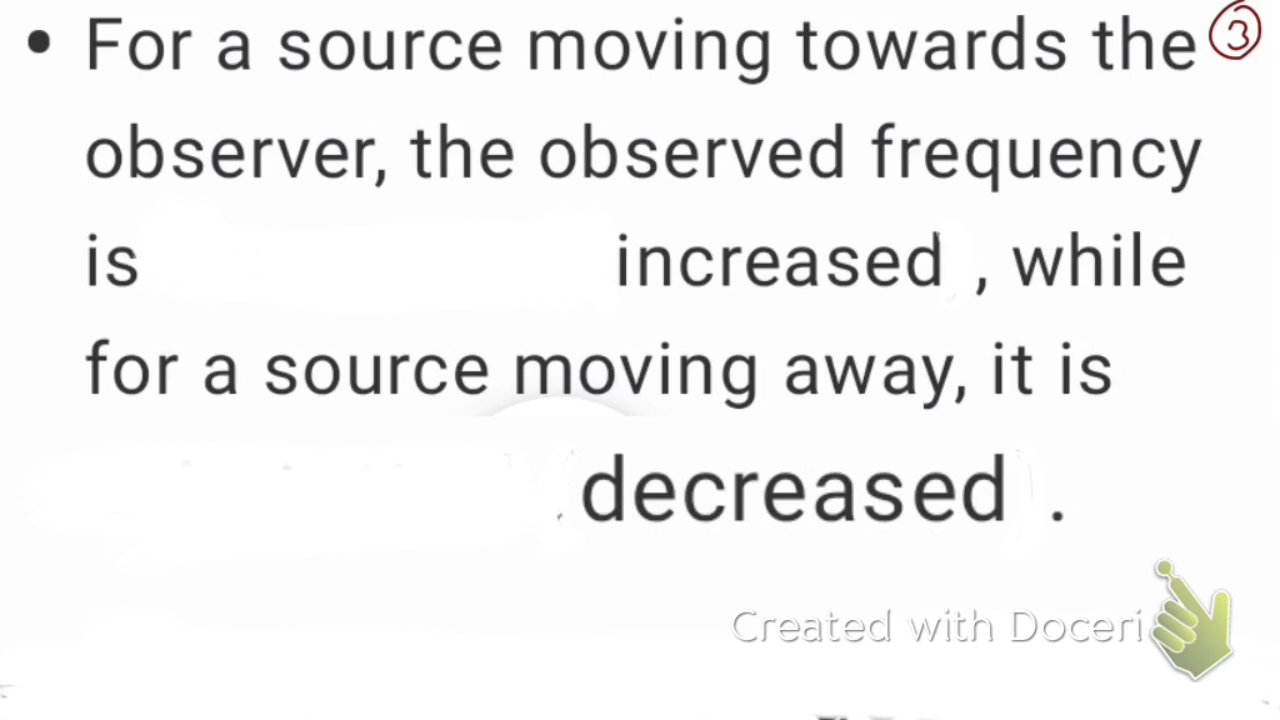 • For a source moving towards the ③
observer, the observed frequency
is increased , while
for a source moving away, it is
decreased .
Created with Doceri